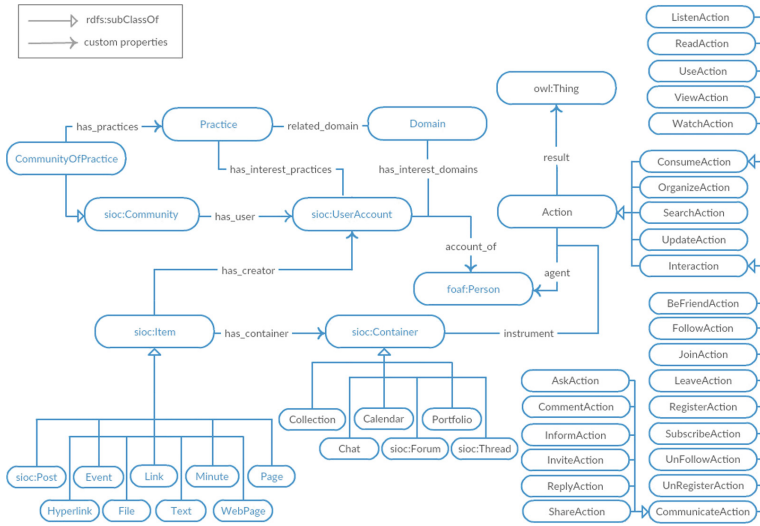 rdfs:subClassOf
custom properties
ListenAction
ReadAction
UseAction
ViewAction
WatchAction
owl:Thing
has_practices
Practice
related_domain
Domain
CommunityOfPractice
has_interest_practices
has_interest_domains
result
ConsumeAction
OrganizeAction
SearchAction
UpdateAction
Interaction
sioc:Community
has_user
sioc:UserAccount
Action
account_of
agent
has_creator
foaf:Person
sioc:Item
has_container
sioc:Container
instrument
BeFriendAction
FollowAction
JoinAction
LeaveAction
RegisterAction
SubscribeAction
UnFollowAction
UnRegisterAction
CommunicateAction
AskAction
CommentAction
InformAction
InviteAction
ReplyAction
ShareAction
Collection
Calendar
Portfolio
Chat
sioc:Forum
sioc:Thread
sioc:Post
Event
Link
Minute
Page
Hyperlink
File
Text
WebPage